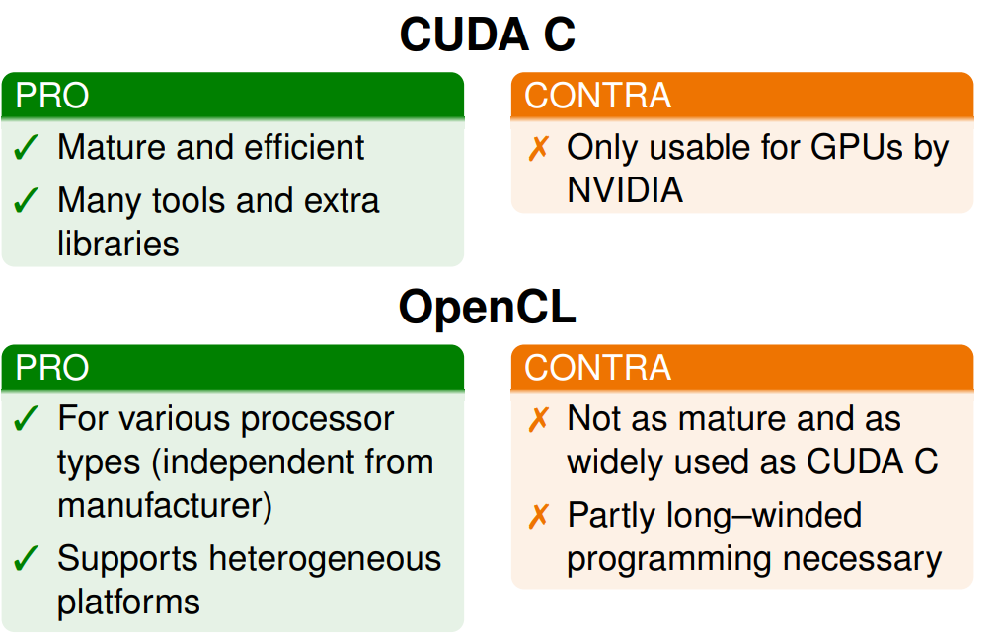 CUDA C
PRO
✓ Mature and efficient
✓ Many tools and extra
libraries
CONTRA
✗ Only usable for GPUs by
NVIDIA
OpenCL
PRO
✓ For various processor
types (independent from
manufacturer)
✓ Supports heterogeneous
platforms
CONTRA
✗ Not as mature and as
widely used as CUDA C
✗ Partly long–winded
programming necessary